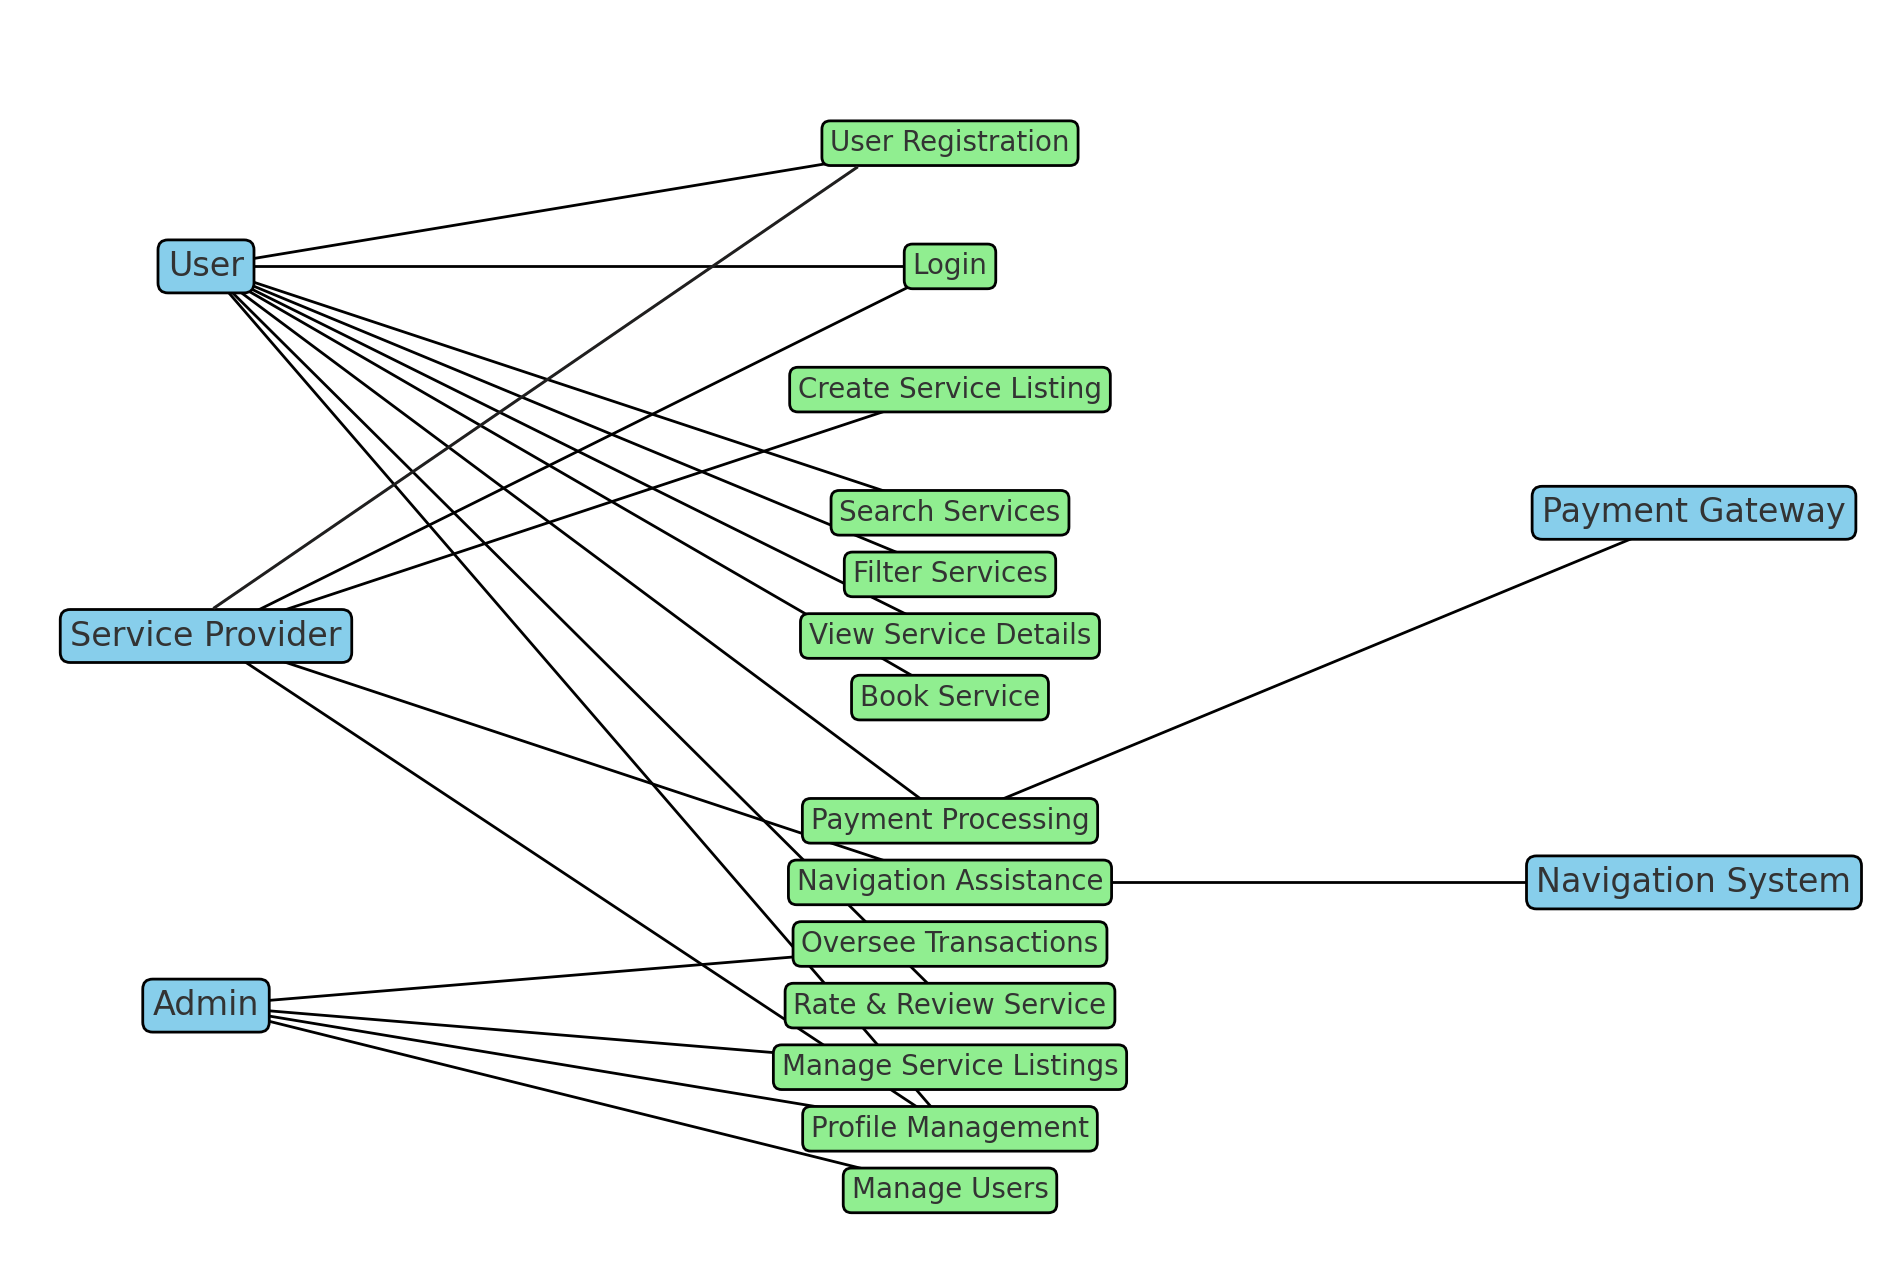 User Registration
User
Login
Create Service Listing
Search Services
Payment Gateway
Filter Services
Service Provider
View Service Details
Book Service
Payment Processing
Navigation Assistance
Navigation System
Oversee Transactions
Admin
Rate & Review Service
Manage Service Listings
Profile Management
Manage Users